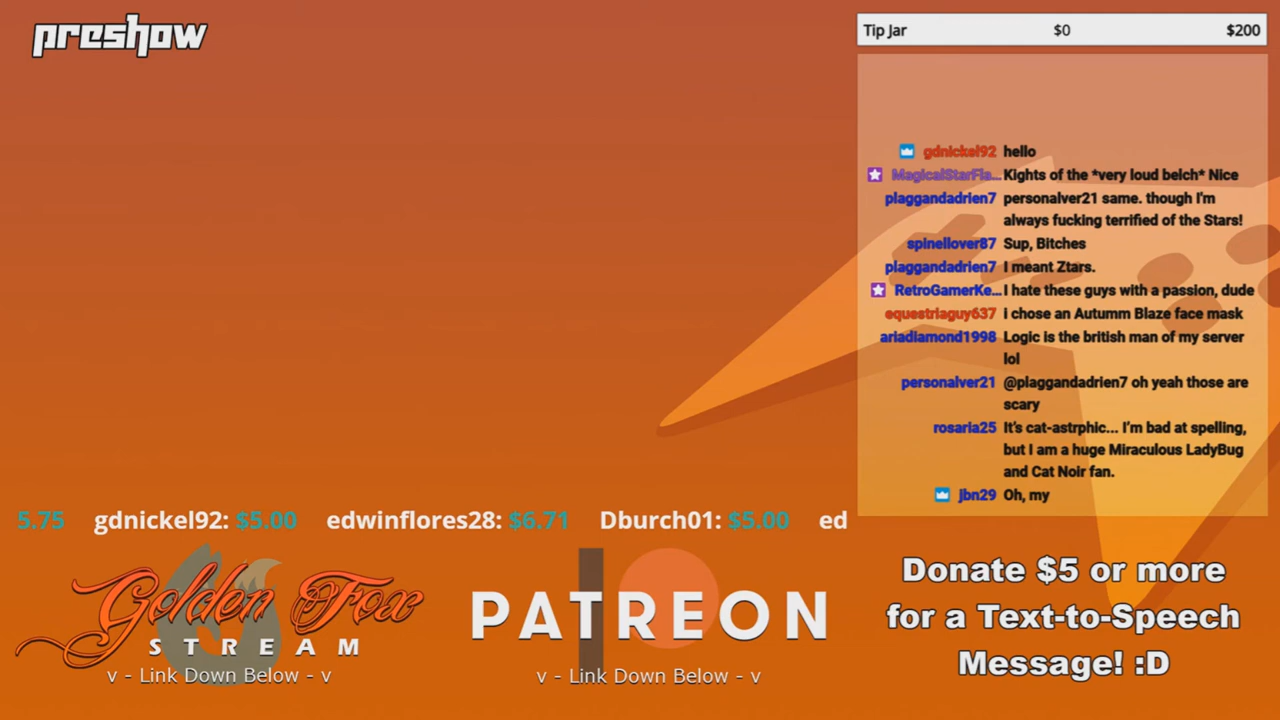 preshow
Tip Jar $0 $200
gdnickel92 hello
MagicalStarFla... Kights of the *very loud belch* Nice
plaggandadrien7 personalver21 same. though I'm
always fucking terrified of the Stars!
spinellover87 Sup, Bitches
plaggandadrien7 I meant Ztars.
RetroGamerKe... I hate these guys with a passion, dude
equestriaguy637 i chose an Autumm Blaze face mask
ariadiamond1998 Logic is the british man of my server
lol
personalver21 @plaggandadrien7 oh yeah those are
scary
rosaria25 It's cat-astrphic... I'm bad at spelling,
but I am a huge Miraculous LadyBug
and Cat Noir fan.
jbn29 Oh, my
5.75 gdnickel92: $5.00 edwinflores28: $6.71 Dburch01: $5.00 ed
Golden Fox
STREAM
v - Link Down Below - v
PATREON
v - Link Down Below - v
Donate $5 or more
for a Text-to-Speech
Message! :D